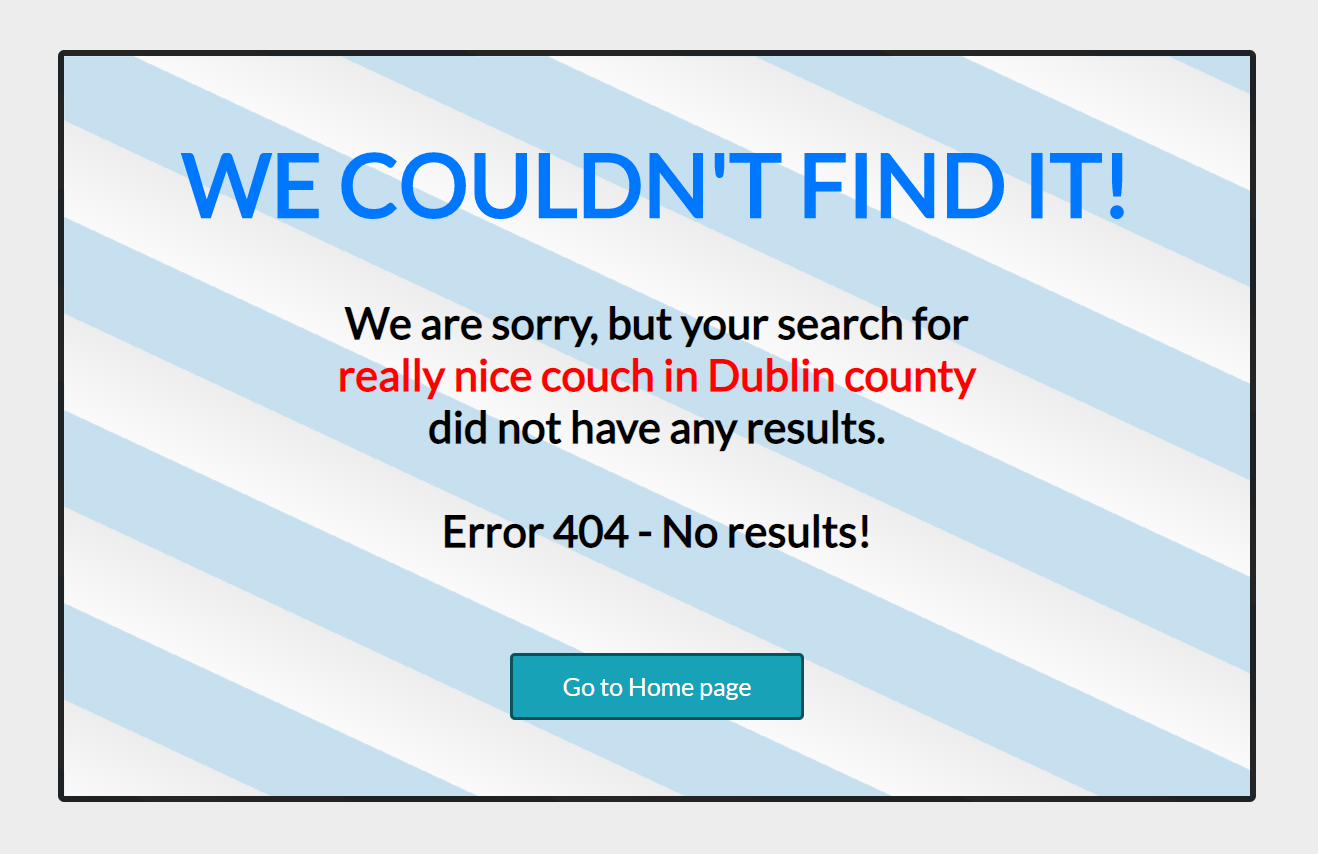 WE COULDN'T FIND IT!
We are sorry, but your search for
really nice couch in Dublin county
did not have any results.
Error 404 - No results!
Go to Home page